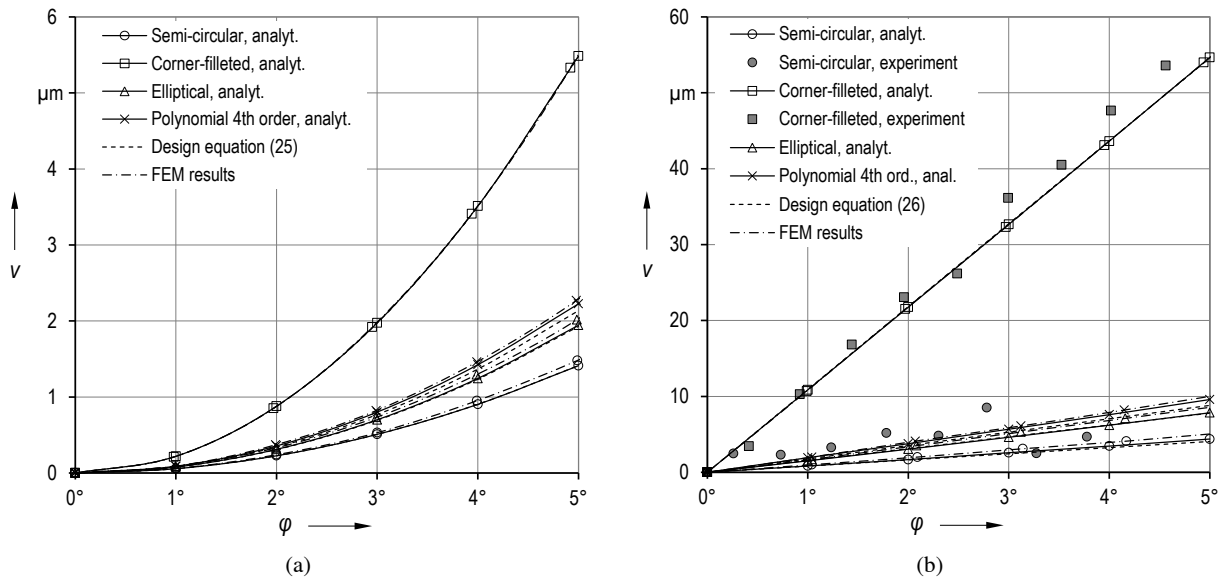 6
µm
4
3
v
2
1
0
Semi-circular, analyt.
Corner-filleted, analyt.
Elliptical, analyt.
Polynomial 4th order, analyt.
Design equation (25)
FEM results
0° 1° 2° 3° 4° 5°
φ
(a)
60
µm
40
30
v
20
10
0
Semi-circular, analyt.
Semi-circular, experiment
Corner-filleted, analyt.
Corner-filleted, experiment
Elliptical, analyt.
Polynomial 4th ord., anal.
Design equation (26)
FEM results
0° 1° 2° 3° 4° 5°
φ
(b)